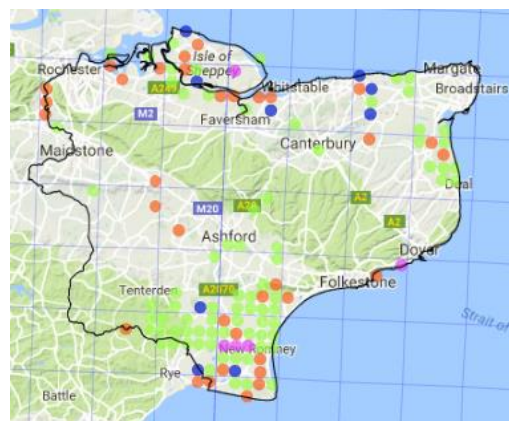 Isle of
Sheppey
Rochester
Margate
A249
Whitstable
Broadstairs
M2
Faversham
Canterbury
Maidstone
Deal
A28
A2
M20
A2
Ashford
Dover
Folkestone
Tenterden
A2070
Strait of
New Romney
Rye
Battle